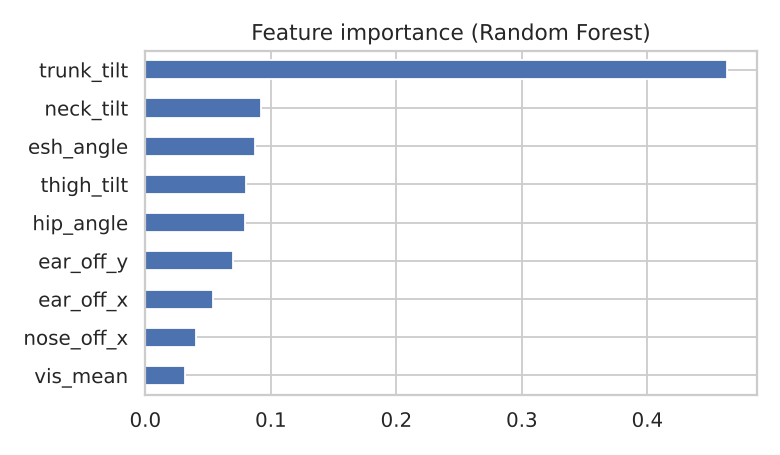 Feature importance (Random Forest)
trunk_tilt
neck_tilt
esh_angle
thigh_tilt
hip_angle
ear_off_y
ear_off_x
nose_off_x
vis_mean
0.0 0.1 0.2 0.3 0.4